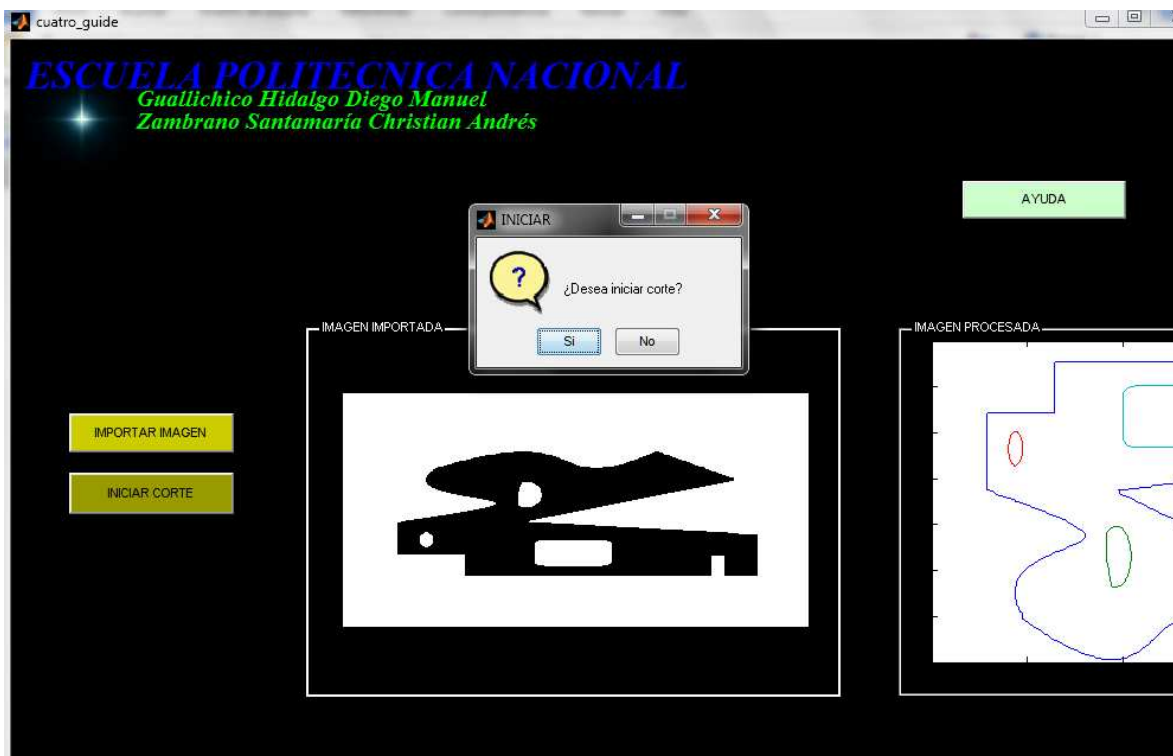 cuatro_guide
ESCUELA POLITECNICA NACIONAL
Guallichico Hidalgo Diego Manuel
Zambrano Santamaría Christian Andrés
AYUDA
INICIAR
¿Desea iniciar corte?
Si
No
IMAGEN IMPORTADA
IMAGEN PROCESADA
IMPORTAR IMAGEN
INICIAR CORTE